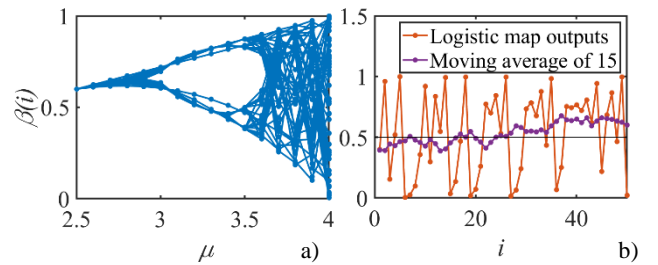 1
0.5
0
β(i)
2.5 3 3.5 4
μ a)
1.5
1
0.5
0
Logistic map outputs
Moving average of 15
0 20 40
i b)